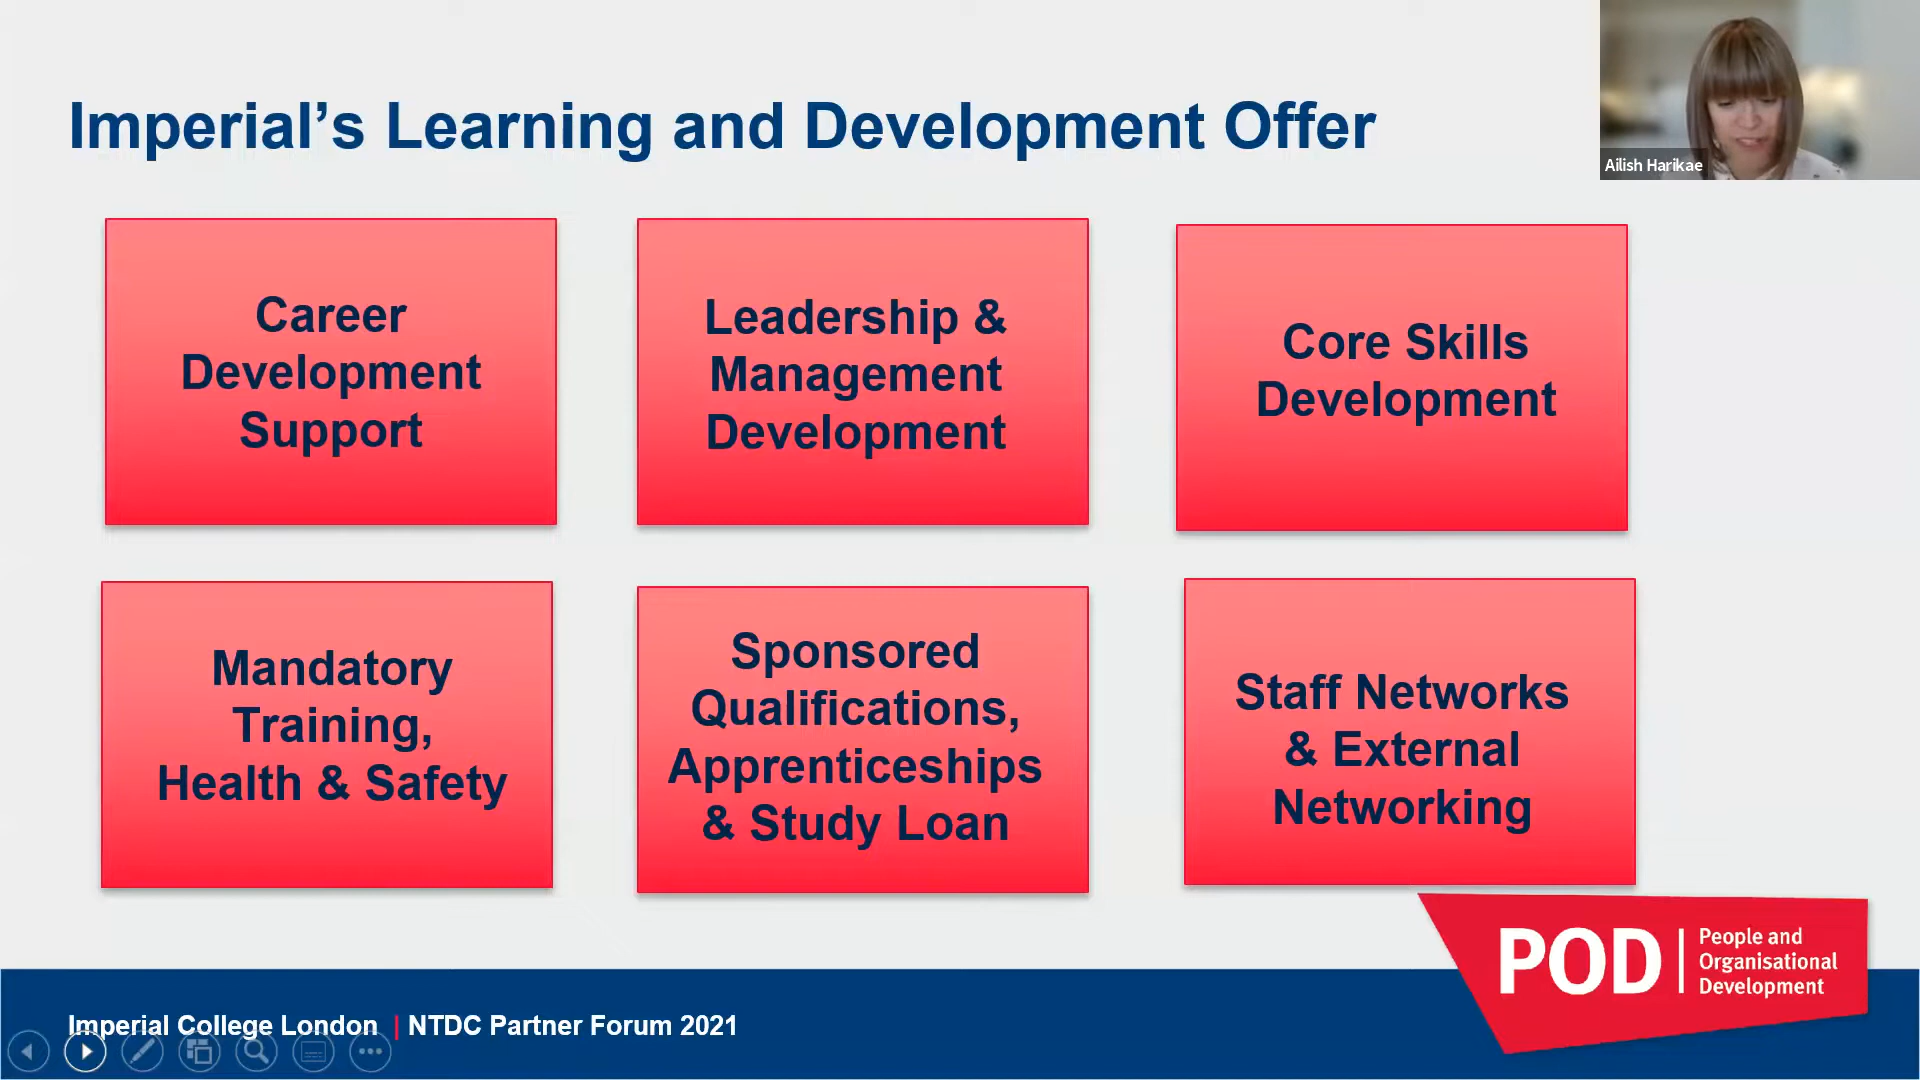 Imperial’s Learning and Development Offer
Ailish Harikae
Career
Development
Support
Leadership &
Management
Development
Core Skills
Development
Mandatory
Training,
Health & Safety
Sponsored
Qualifications,
Apprenticeships
& Study Loan
Staff Networks
& External
Networking
POD
People and
Organisational
Development
Imperial College London | NTDC Partner Forum 2021